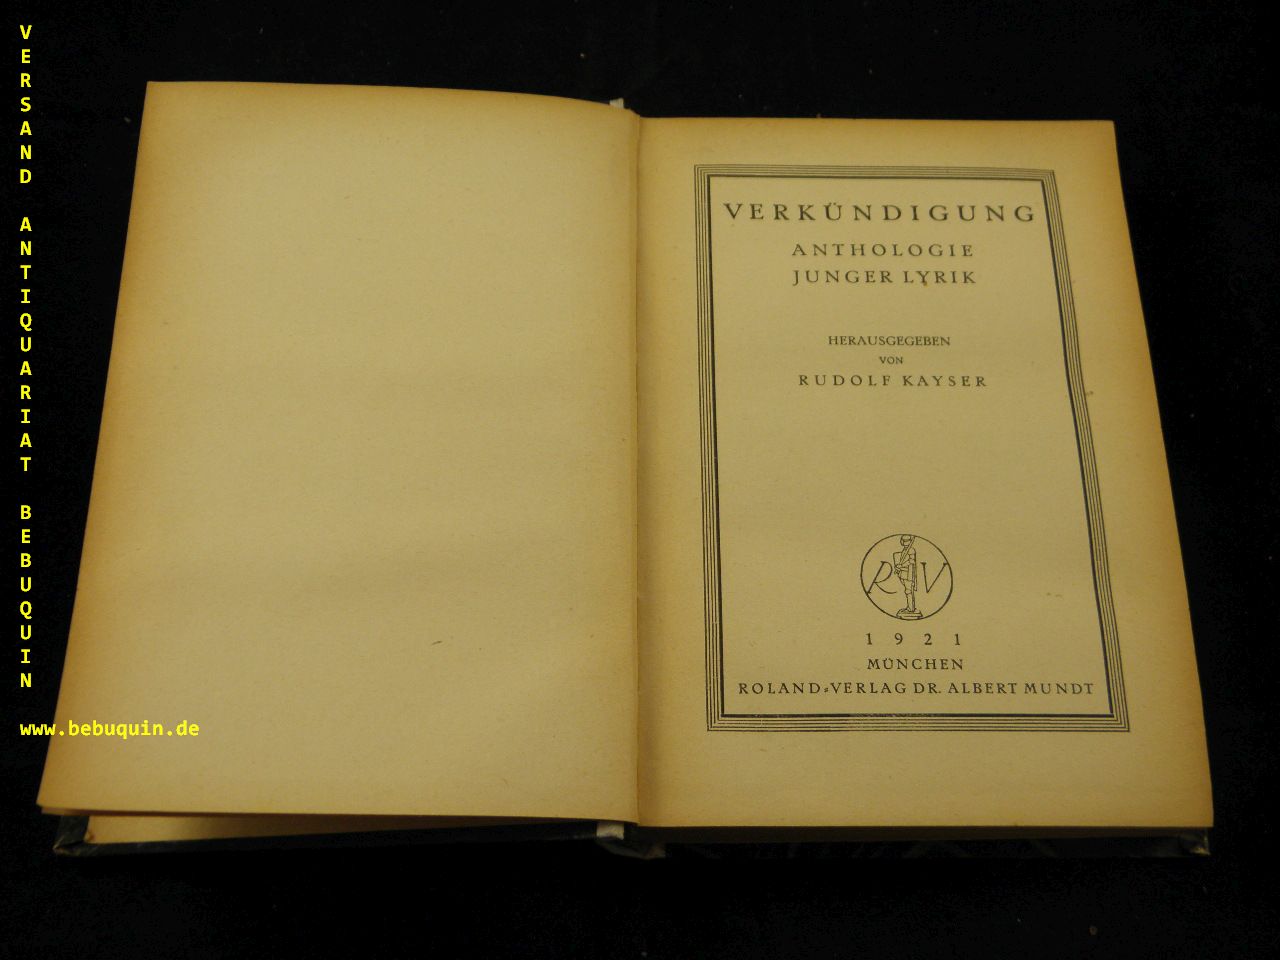 VERSAND ANTIQUARIAT BEBUQUIN
www.bebuquin.de
VERKÜNDIGUNG
ANTHOLOGIE
JUNGER LYRIK
HERAUSGEGEBEN
VON
RUDOLF KAYSER
R V
1921
MÜNCHEN
ROLAND=VERLAG DR. ALBERT MUNDT